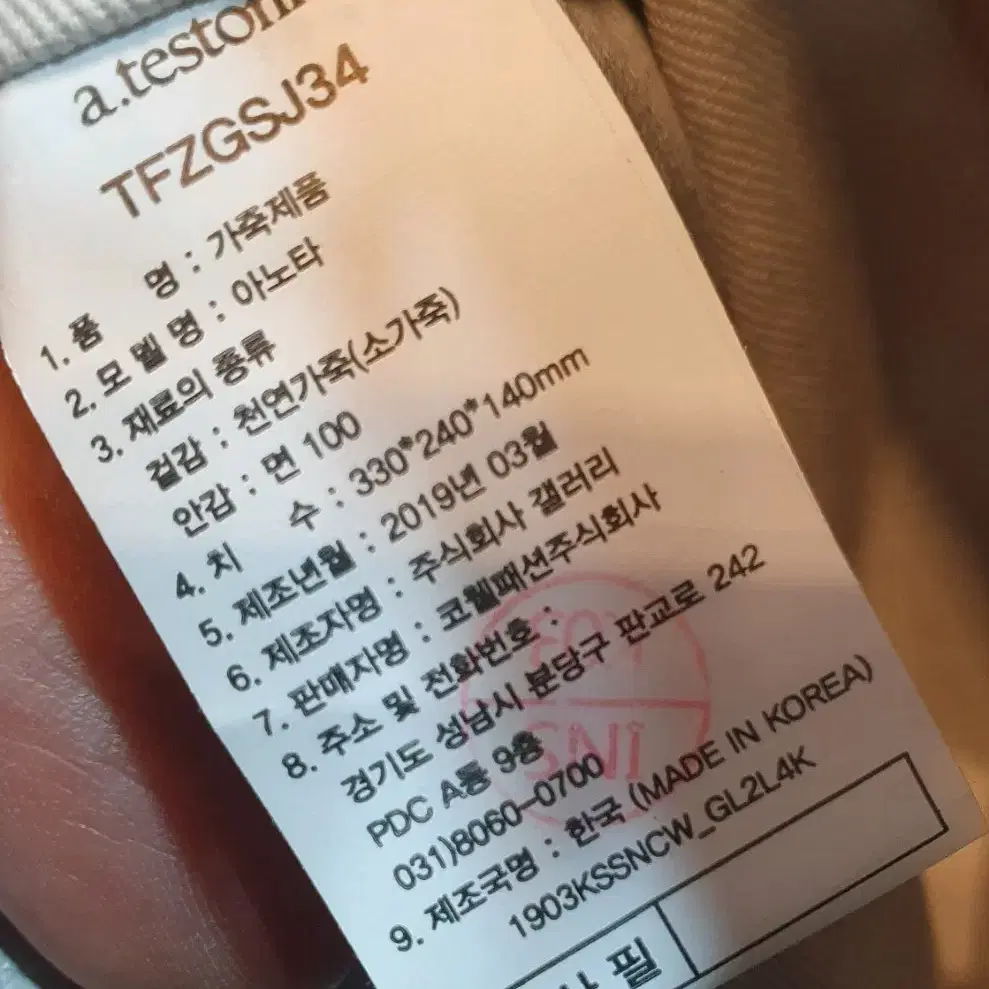 a.testoni
TFZGSJ34
1. 품 명 : 가죽제품
2. 모 델 명 : 아노타
3. 재료의 종류
겉감 : 천연가죽(소가죽)
안감 : 면 100
4. 치 수 : 330*240*140mm
5. 제조년월 : 2019년 03월
6. 제조자명 : 주식회사 갤러리
7. 판매자명 : 코웰패션주식회사
8. 주소 및 전화번호 :
경기도 성남시 분당구 판교로 242
PDC A동 9층
031)8060-0700
9. 제조국명 : 한국 (MADE IN KOREA)
1903KSSNCW_GL2L4K
필